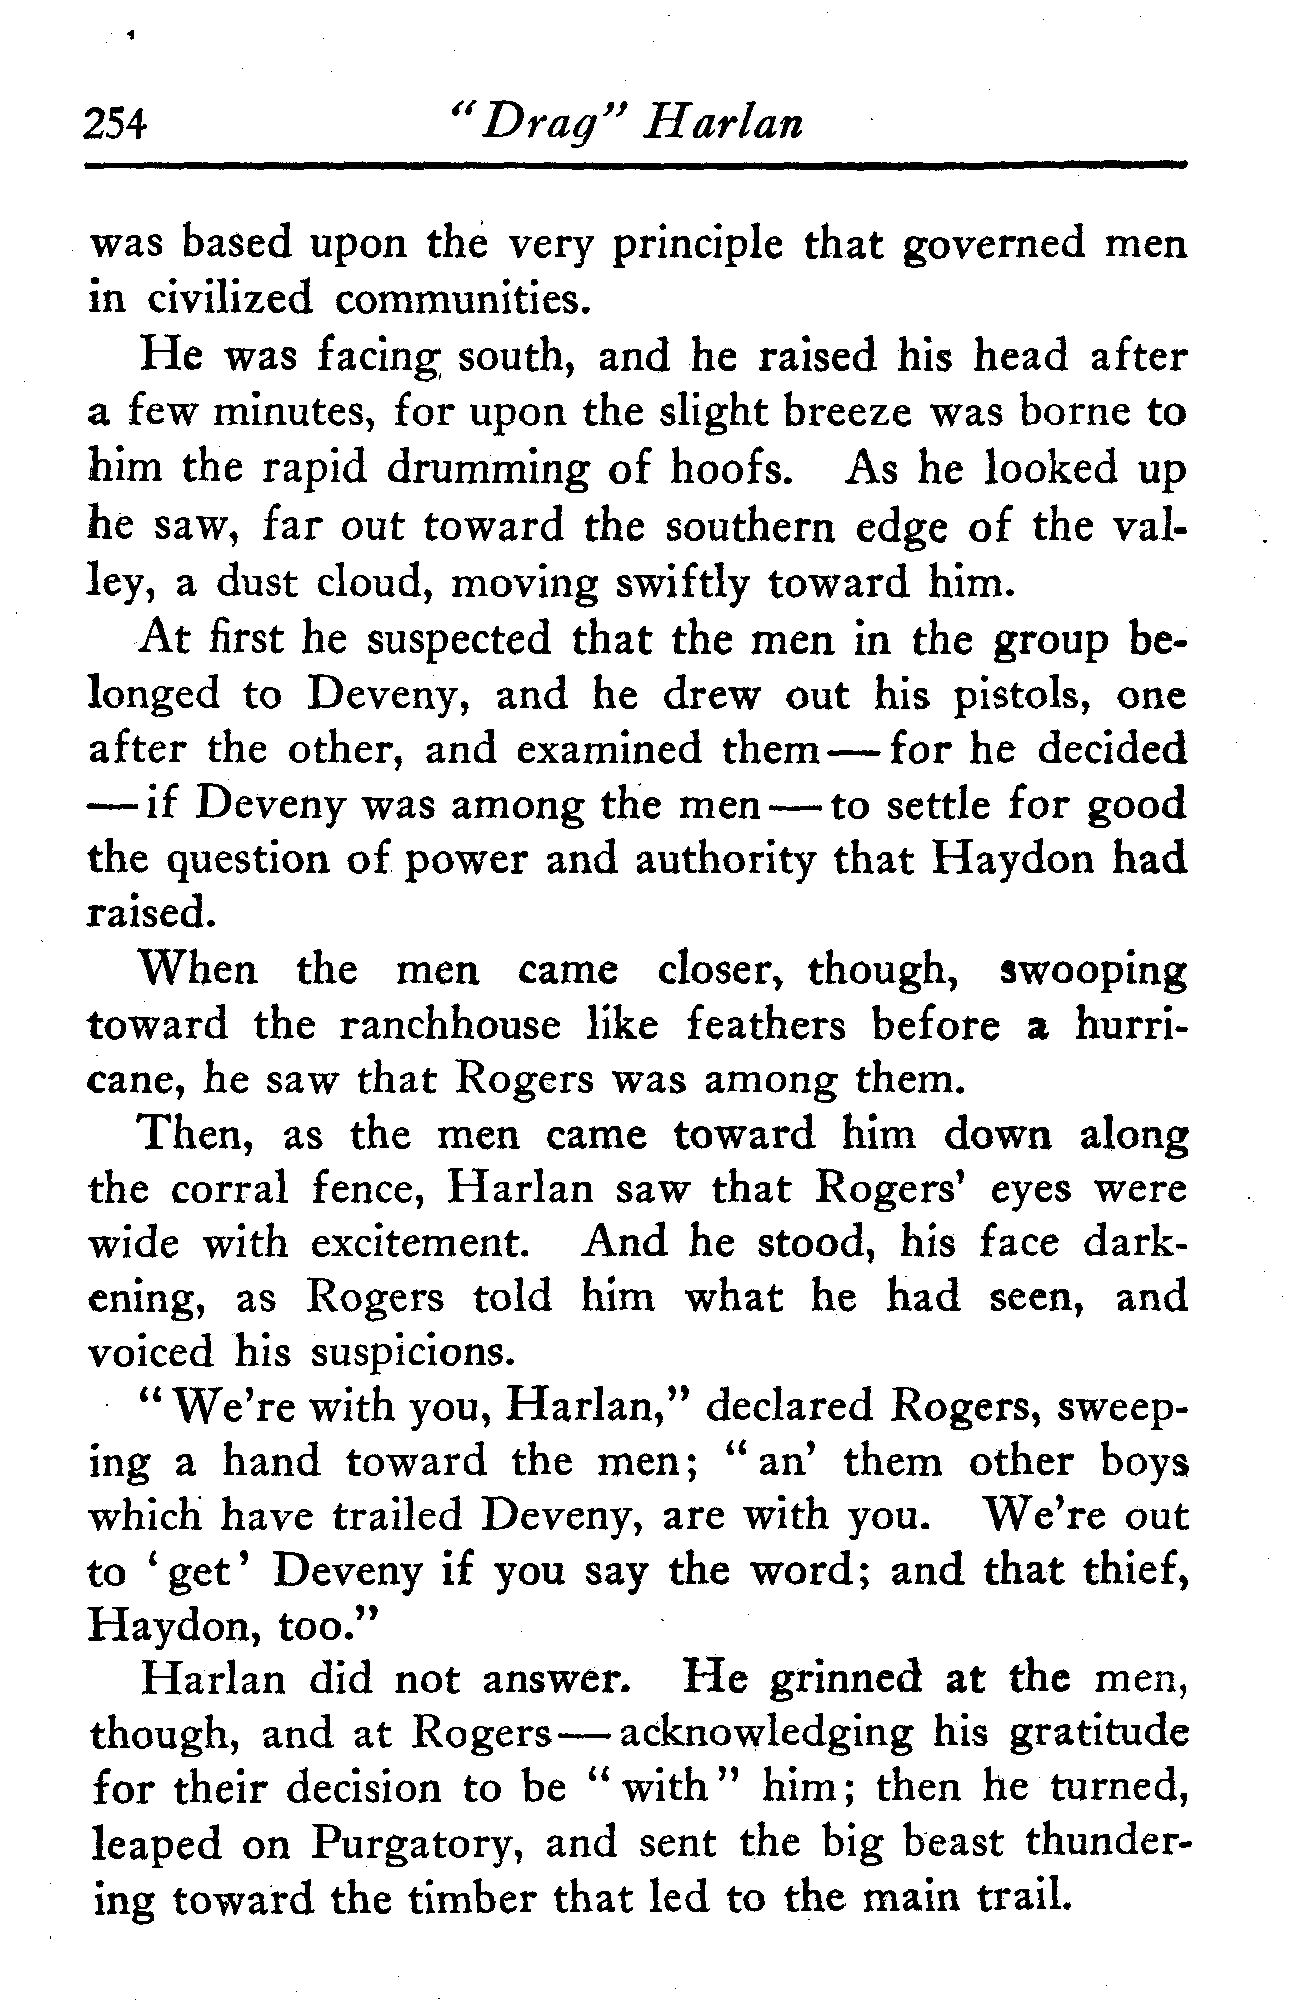 254 "Drag" Harlan
was based upon the very principle that governed men
in civilized communities.
He was facing south, and he raised his head after
a few minutes, for upon the slight breeze was borne to
him the rapid drumming of hoofs. As he looked up
he saw, far out toward the southern edge of the val-
ley, a dust cloud, moving swiftly toward him.
At first he suspected that the men in the group be-
longed to Deveny, and he drew out his pistols, one
after the other, and examined them—for he decided
—if Deveny was among the men—to settle for good
the question of power and authority that Haydon had
raised.
When the men came closer, though, swooping
toward the ranchhouse like feathers before a hurri-
cane, he saw that Rogers was among them.
Then, as the men came toward him down along
the corral fence, Harlan saw that Rogers' eyes were
wide with excitement. And he stood, his face dark-
ening, as Rogers told him what he had seen, and
voiced his suspicions.
"We're with you, Harlan," declared Rogers, sweep-
ing a hand toward the men; "an' them other boys
which have trailed Deveny, are with you. We're out
to 'get' Deveny if you say the word; and that thief,
Haydon, too."
Harlan did not answer. He grinned at the men,
though, and at Rogers—acknowledging his gratitude
for their decision to be "with" him; then he turned,
leaped on Purgatory, and sent the big beast thunder-
ing toward the timber that led to the main trail.